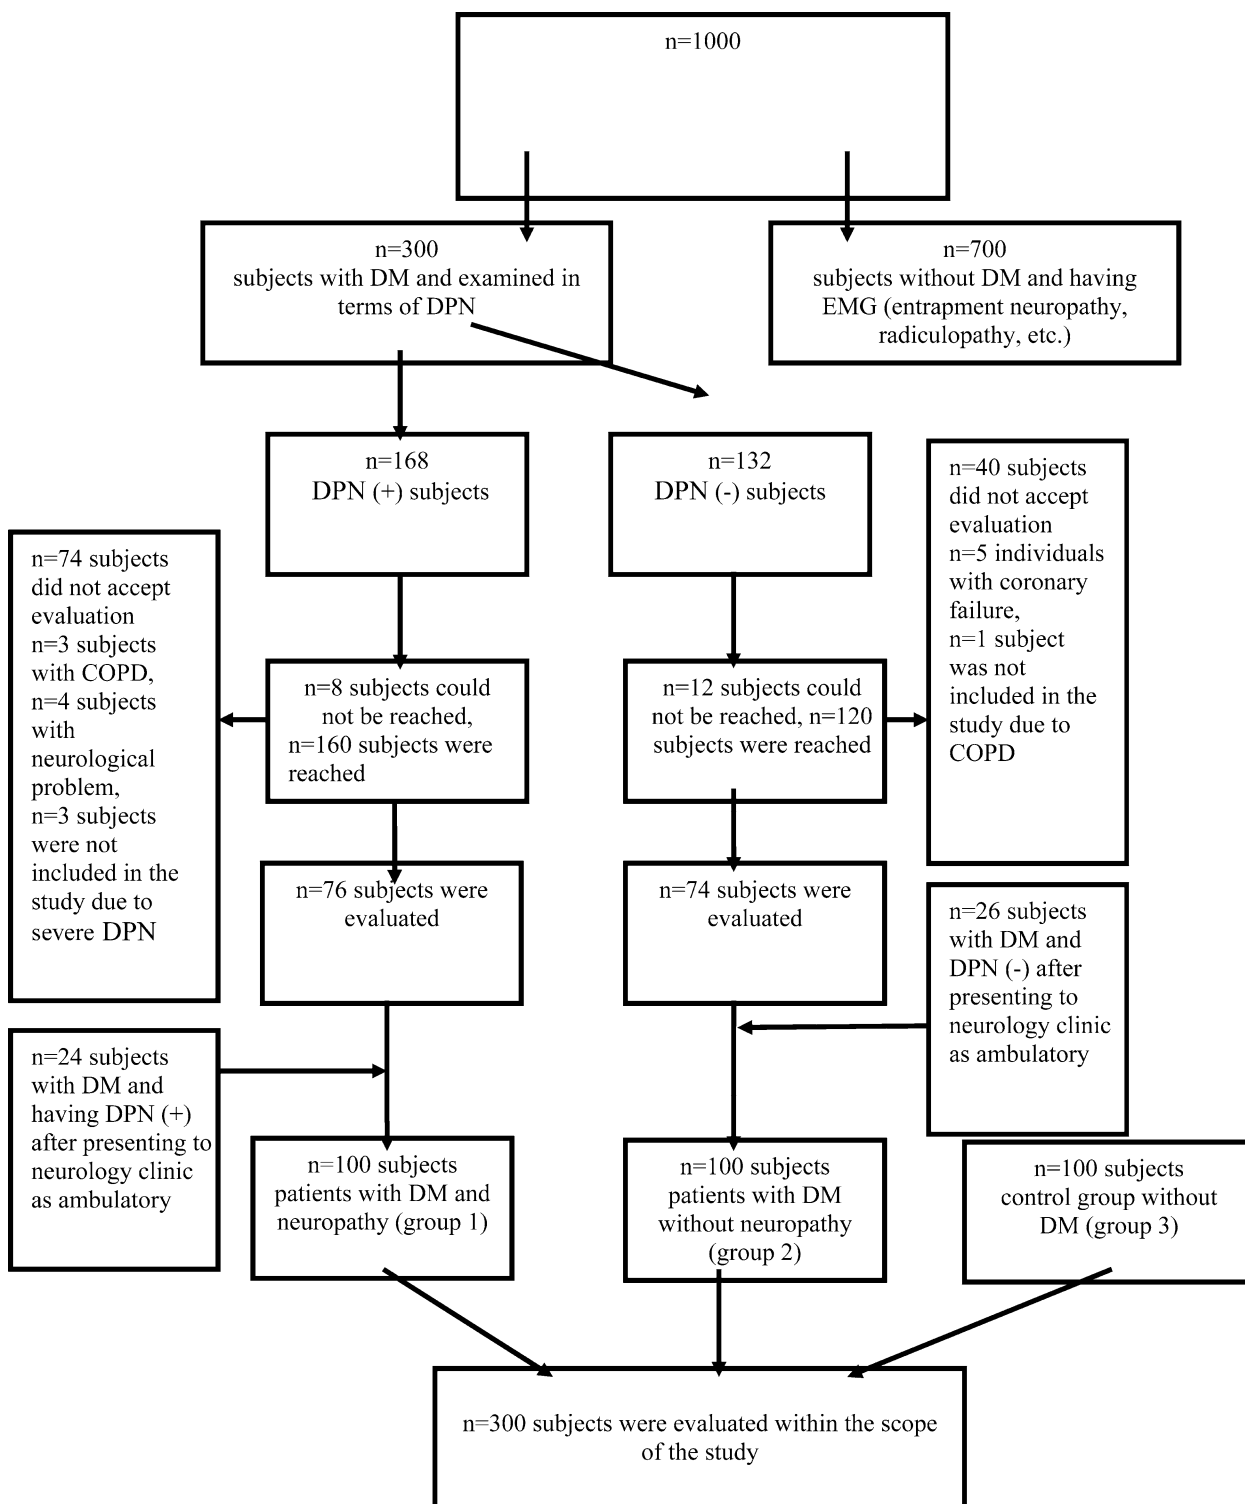 n=1000
n=300
subjects with DM and examined in
terms of DPN
n=700
subjects without DM and having
EMG (entrapment neuropathy,
radiculopathy, etc.)
n=168
DPN (+) subjects
n=132
DPN (-) subjects
n=40 subjects
did not accept
evaluation
n=5 individuals
with coronary
failure,
n=1 subject
was not
included in the
study due to
COPD
n=74 subjects
did not accept
evaluation
n=3 subjects
with COPD,
n=4 subjects
with
neurological
problem,
n=3 subjects
were not
included in the
study due to
severe DPN
n=8 subjects could
not be reached,
n=160 subjects were
reached
n=12 subjects could
not be reached, n=120
subjects were reached
n=76 subjects were
evaluated
n=74 subjects were
evaluated
n=26 subjects
with DM and
DPN (-) after
presenting to
neurology clinic
as ambulatory
n=24 subjects
with DM and
having DPN (+)
after presenting to
neurology clinic
as ambulatory
n=100 subjects
patients with DM and
neuropathy (group 1)
n=100 subjects
patients with DM
without neuropathy
(group 2)
n=100 subjects
control group without
DM (group 3)
n=300 subjects were evaluated within the scope
of the study